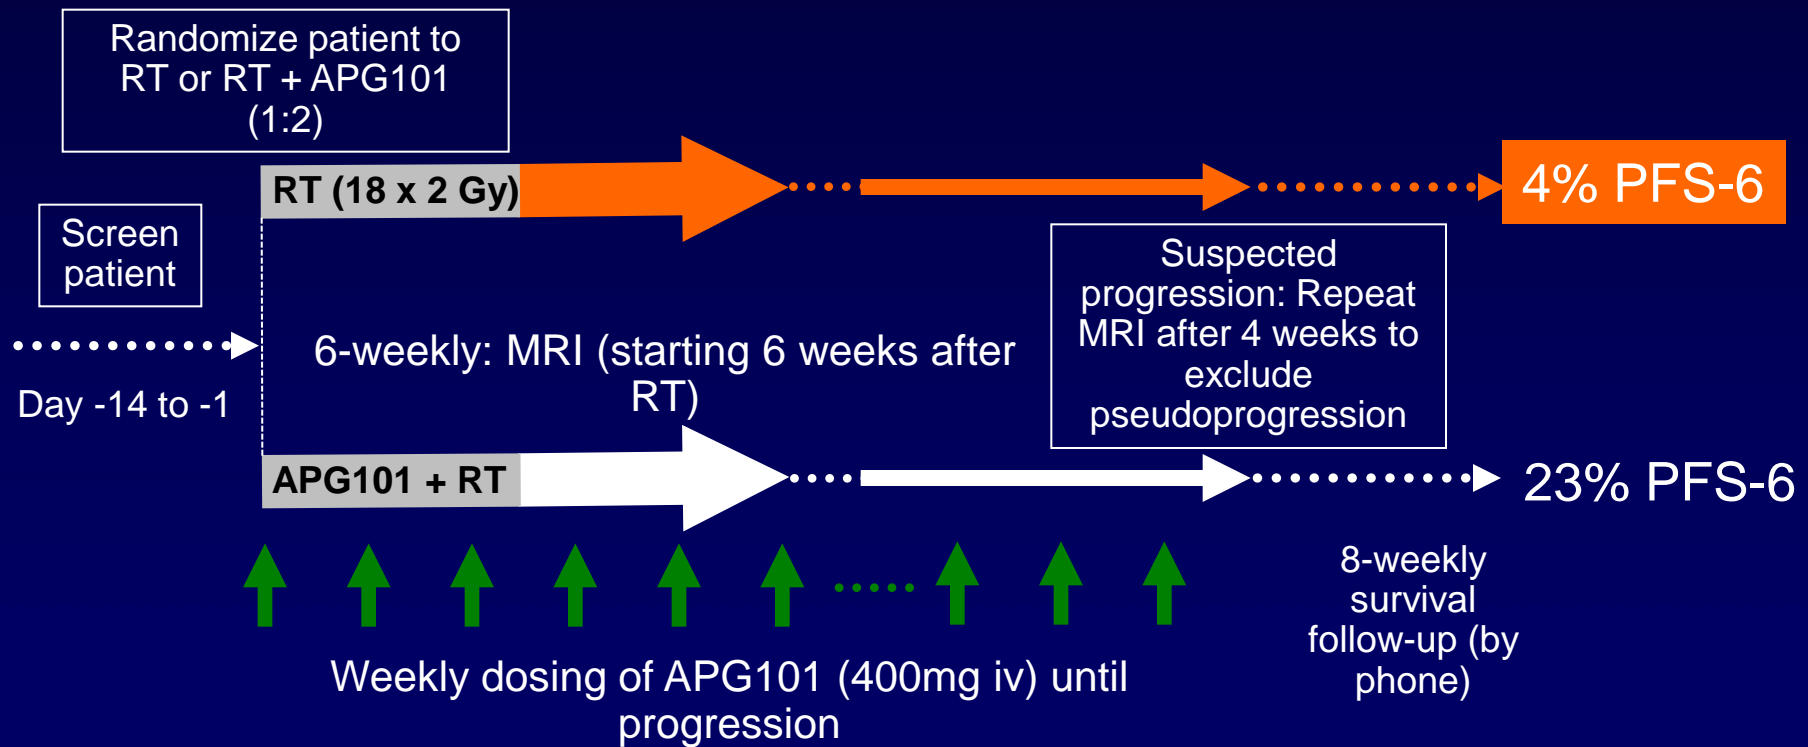 Randomize patient to
RT or RT + APG101
(1:2)
RT (18 x 2 Gy)
4% PFS-6
Screen
patient
Day -14 to -1
6-weekly: MRI (starting 6 weeks after
RT)
Suspected
progression: Repeat
MRI after 4 weeks to
exclude
pseudoprogression
APG101 + RT
23% PFS-6
Weekly dosing of APG101 (400mg iv) until
progression
8-weekly
survival
follow-up (by
phone)